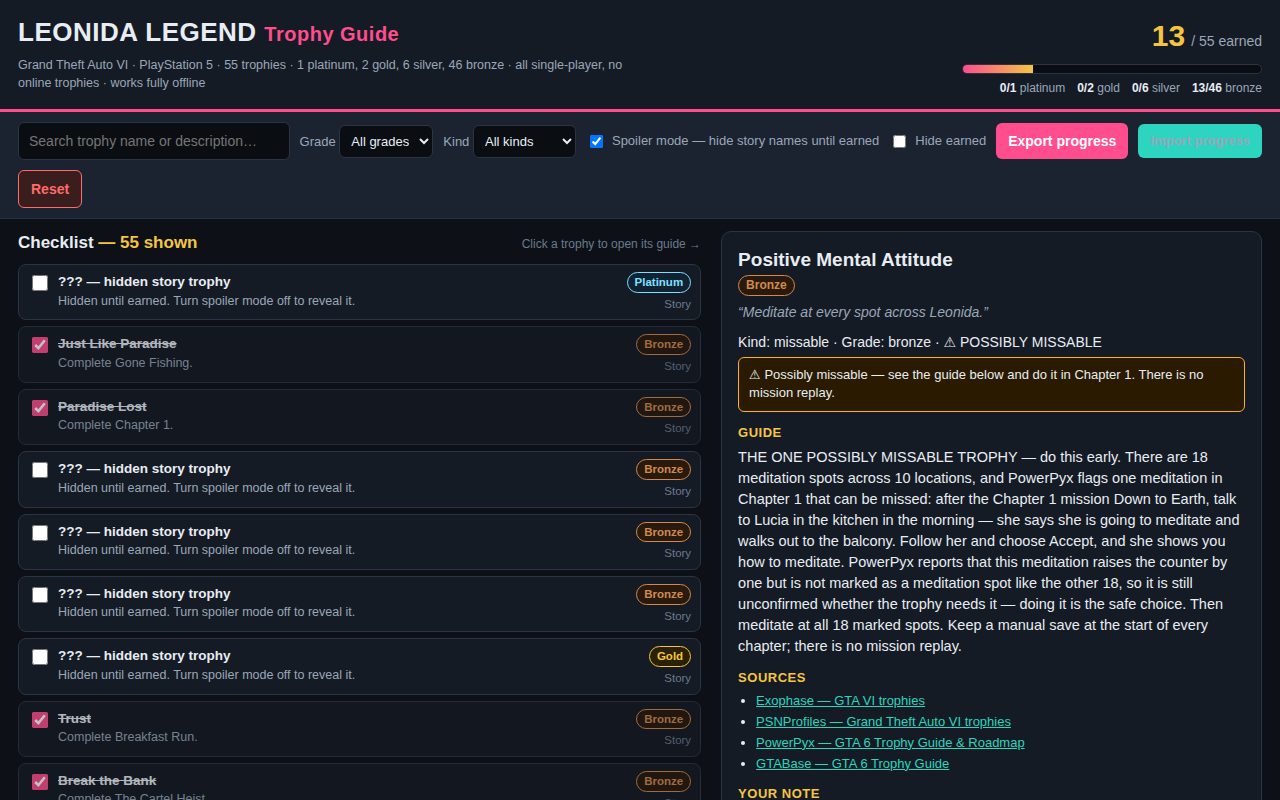 LEONIDA LEGEND Trophy Guide
Grand Theft Auto VI · PlayStation 5 · 55 trophies · 1 platinum, 2 gold, 6 silver, 46 bronze · all single-player, no
online trophies · works fully offline
13 / 55 earned
0/1 platinum 0/2 gold 0/6 silver 13/46 bronze
Search trophy name or description…
Grade All grades Kind All kinds
Spoiler mode — hide story names until earned
Hide earned
Export progress
Import progress
Reset
Checklist — 55 shown
Click a trophy to open its guide →
??? — hidden story trophy
Platinum
Hidden until earned. Turn spoiler mode off to reveal it.
Story
Just Like Paradise
Bronze
Complete Gone Fishing.
Story
Paradise Lost
Bronze
Complete Chapter 1.
Story
??? — hidden story trophy
Bronze
Hidden until earned. Turn spoiler mode off to reveal it.
Story
??? — hidden story trophy
Bronze
Hidden until earned. Turn spoiler mode off to reveal it.
Story
??? — hidden story trophy
Bronze
Hidden until earned. Turn spoiler mode off to reveal it.
Story
??? — hidden story trophy
Gold
Hidden until earned. Turn spoiler mode off to reveal it.
Story
Trust
Bronze
Complete Breakfast Run.
Story
Break the Bank
Bronze
Complete The Cartel Heist.
Positive Mental Attitude
Bronze
“Meditate at every spot across Leonida.”
Kind: missable · Grade: bronze · ⚠ POSSIBLY MISSABLE
⚠ Possibly missable — see the guide below and do it in Chapter 1. There is no
mission replay.
GUIDE
THE ONE POSSIBLY MISSABLE TROPHY — do this early. There are 18
meditation spots across 10 locations, and PowerPyx flags one meditation in
Chapter 1 that can be missed: after the Chapter 1 mission Down to Earth, talk
to Lucia in the kitchen in the morning — she says she is going to meditate and
walks out to the balcony. Follow her and choose Accept, and she shows you
how to meditate. PowerPyx reports that this meditation raises the counter by
one but is not marked as a meditation spot like the other 18, so it is still
unconfirmed whether the trophy needs it — doing it is the safe choice. Then
meditate at all 18 marked spots. Keep a manual save at the start of every
chapter; there is no mission replay.
SOURCES
Exophase — GTA VI trophies
PSNProfiles — Grand Theft Auto VI trophies
PowerPyx — GTA 6 Trophy Guide & Roadmap
GTABase — GTA 6 Trophy Guide
YOUR NOTE